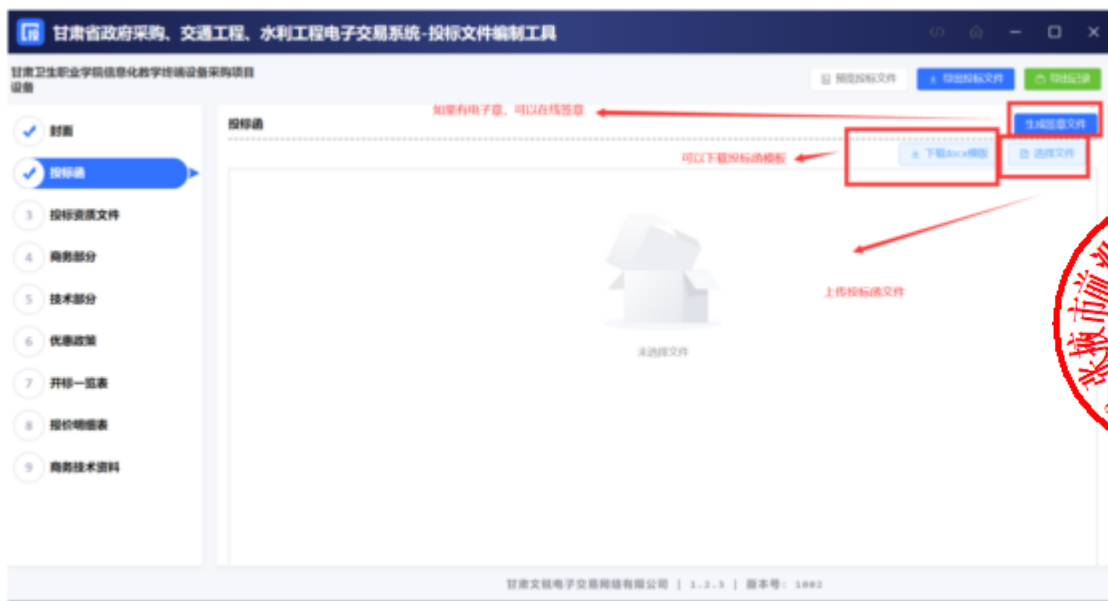 投 甘肃省政府采购、交通工程、水利工程电子交易系统-投标文件编制工具
甘肃卫生职业学院信息化教学终端设备采购项目
设备
预览投标文件
导出投标文件
导出记录
如果有电子章，可以在线签章
封面
投标函
生成签章文件
可以下载投标函模板
下载docx模版
选择文件
投标函
3 投标资质文件
4 商务部分
5 技术部分
6 优惠政策
7 开标一览表
8 报价明细表
9 商务技术资料
上传投标函文件
未选择文件
张掖市前
甘肃文锐电子交易网络有限公司 | 1.2.3 | 版本号: 1002